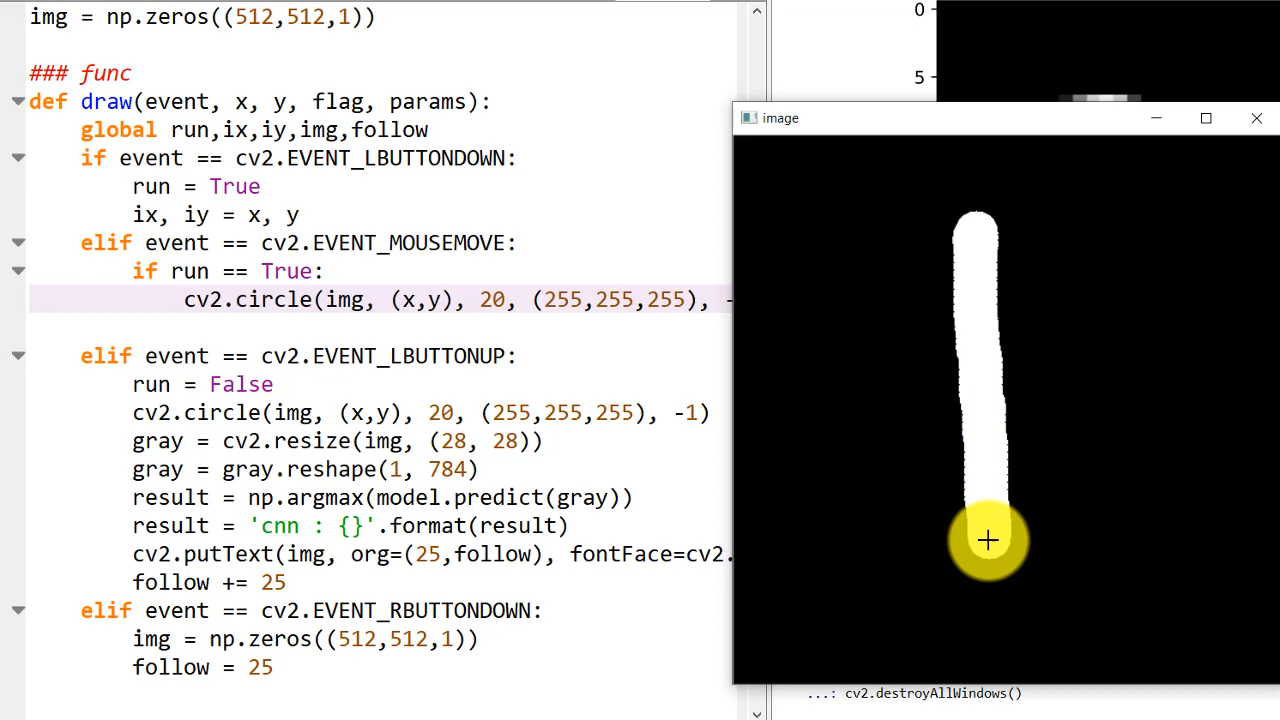 img = np.zeros((512,512,1))
### func
def draw(event, x, y, flag, params):
global run,ix,iy,img,follow
if event == cv2.EVENT_LBUTTONDOWN:
run = True
ix, iy = x, y
elif event == cv2.EVENT_MOUSEMOVE:
if run == True:
cv2.circle(img, (x,y), 20, (255,255,255), -
elif event == cv2.EVENT_LBUTTONUP:
run = False
cv2.circle(img, (x,y), 20, (255,255,255), -1)
gray = cv2.resize(img, (28, 28))
gray = gray.reshape(1, 784)
result = np.argmax(model.predict(gray))
result = 'cnn : {}'.format(result)
cv2.putText(img, org=(25,follow), fontFace=cv2.
follow += 25
elif event == cv2.EVENT_RBUTTONDOWN:
img = np.zeros((512,512,1))
follow = 25
0
5
image
...: cv2.destroyAllWindows()